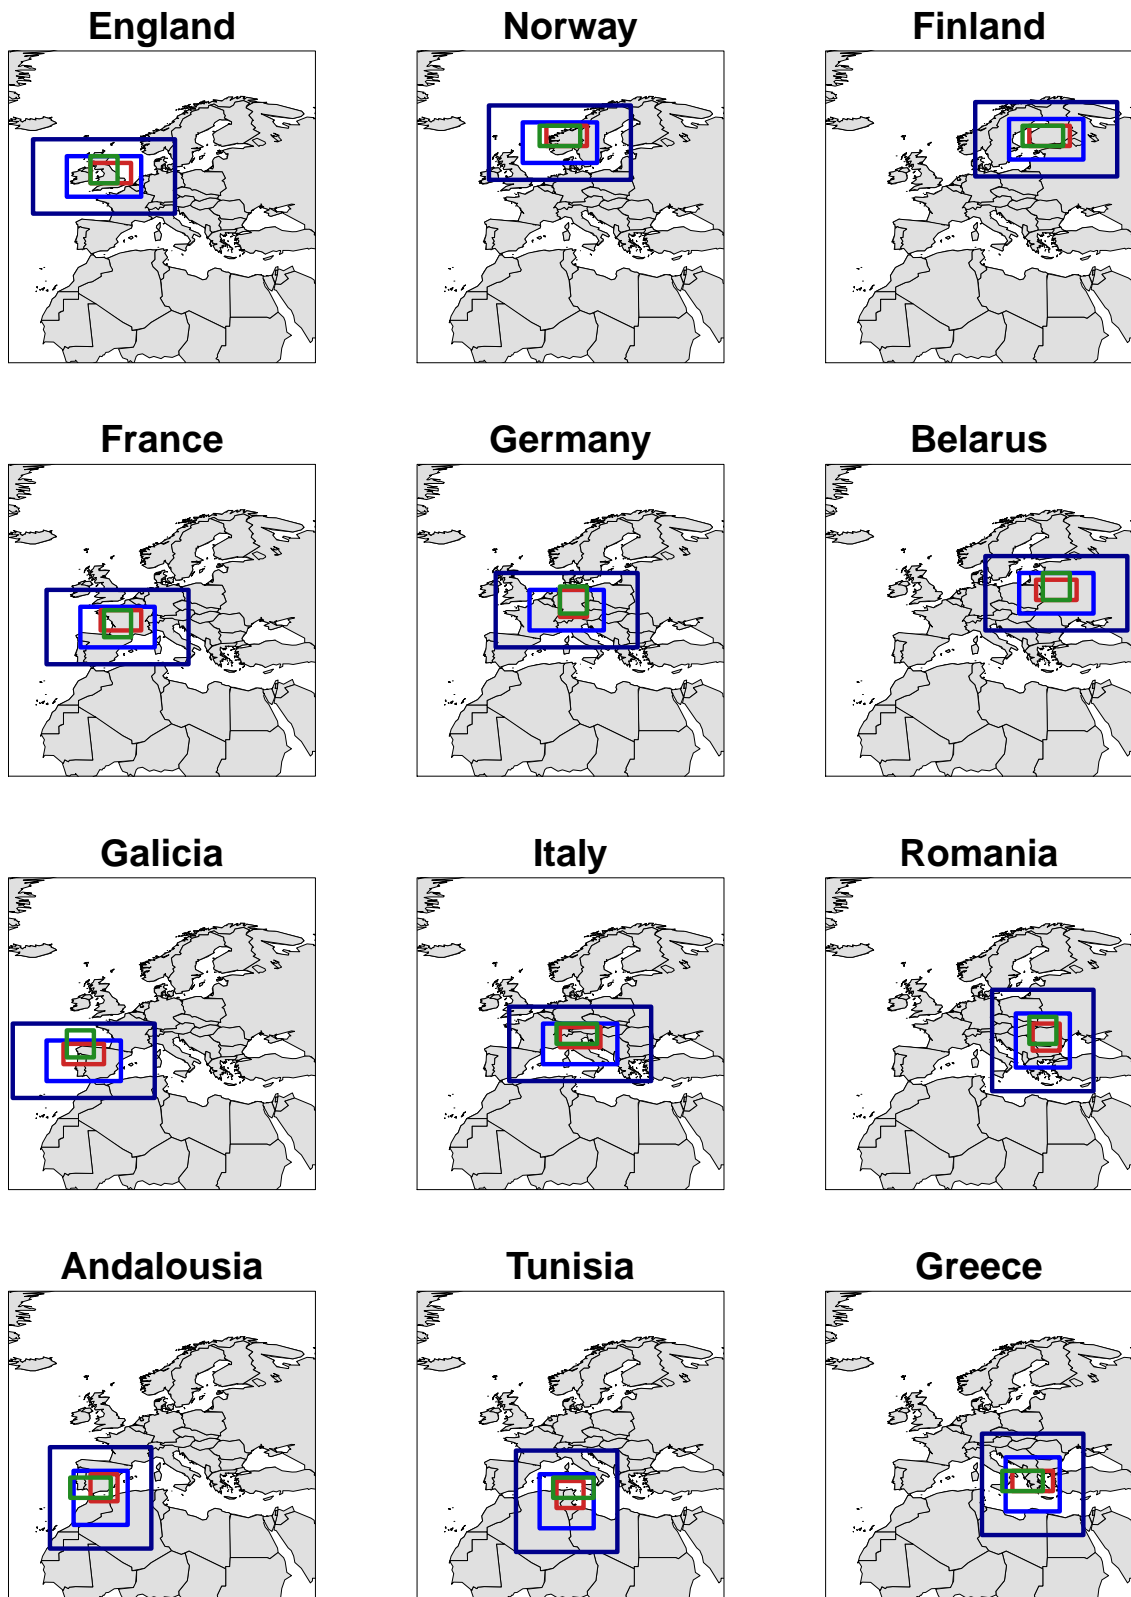 England
Norway
Finland
France
Germany
Belarus
Galicia
Italy
Romania
Andalousia
Tunisia
Greece